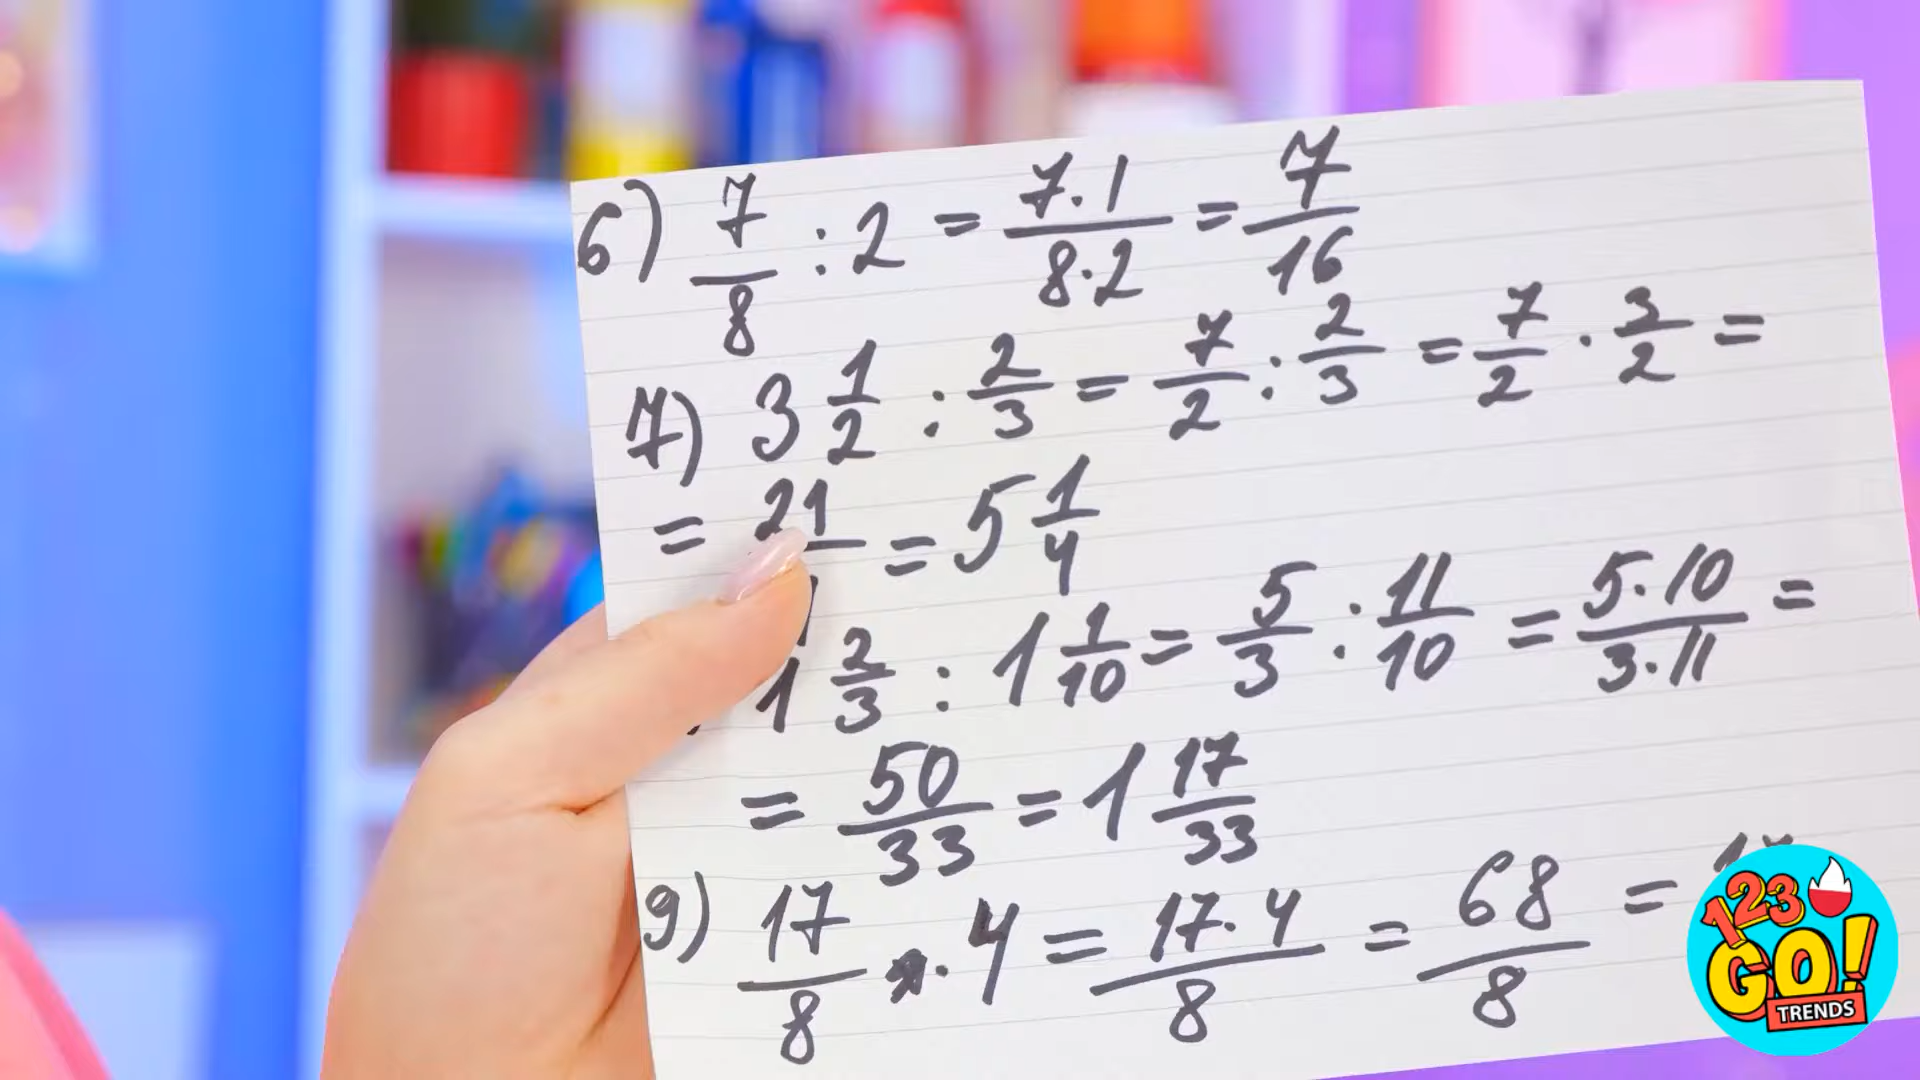 6) 7/8 : 2 = 7·1/8·2 = 7/16
7) 3 1/2 : 2/3 = 7/2 : 2/3 = 7/2 · 3/2 =
= 21/ = 5 1/4
1 2/3 : 1 1/10 = 5/3 : 11/10 = 5·10/3·11 =
= 50/33 = 1 17/33
9) 17/8 · 4 = 17·4/8 = 68/8 =
123
GO!
TRENDS